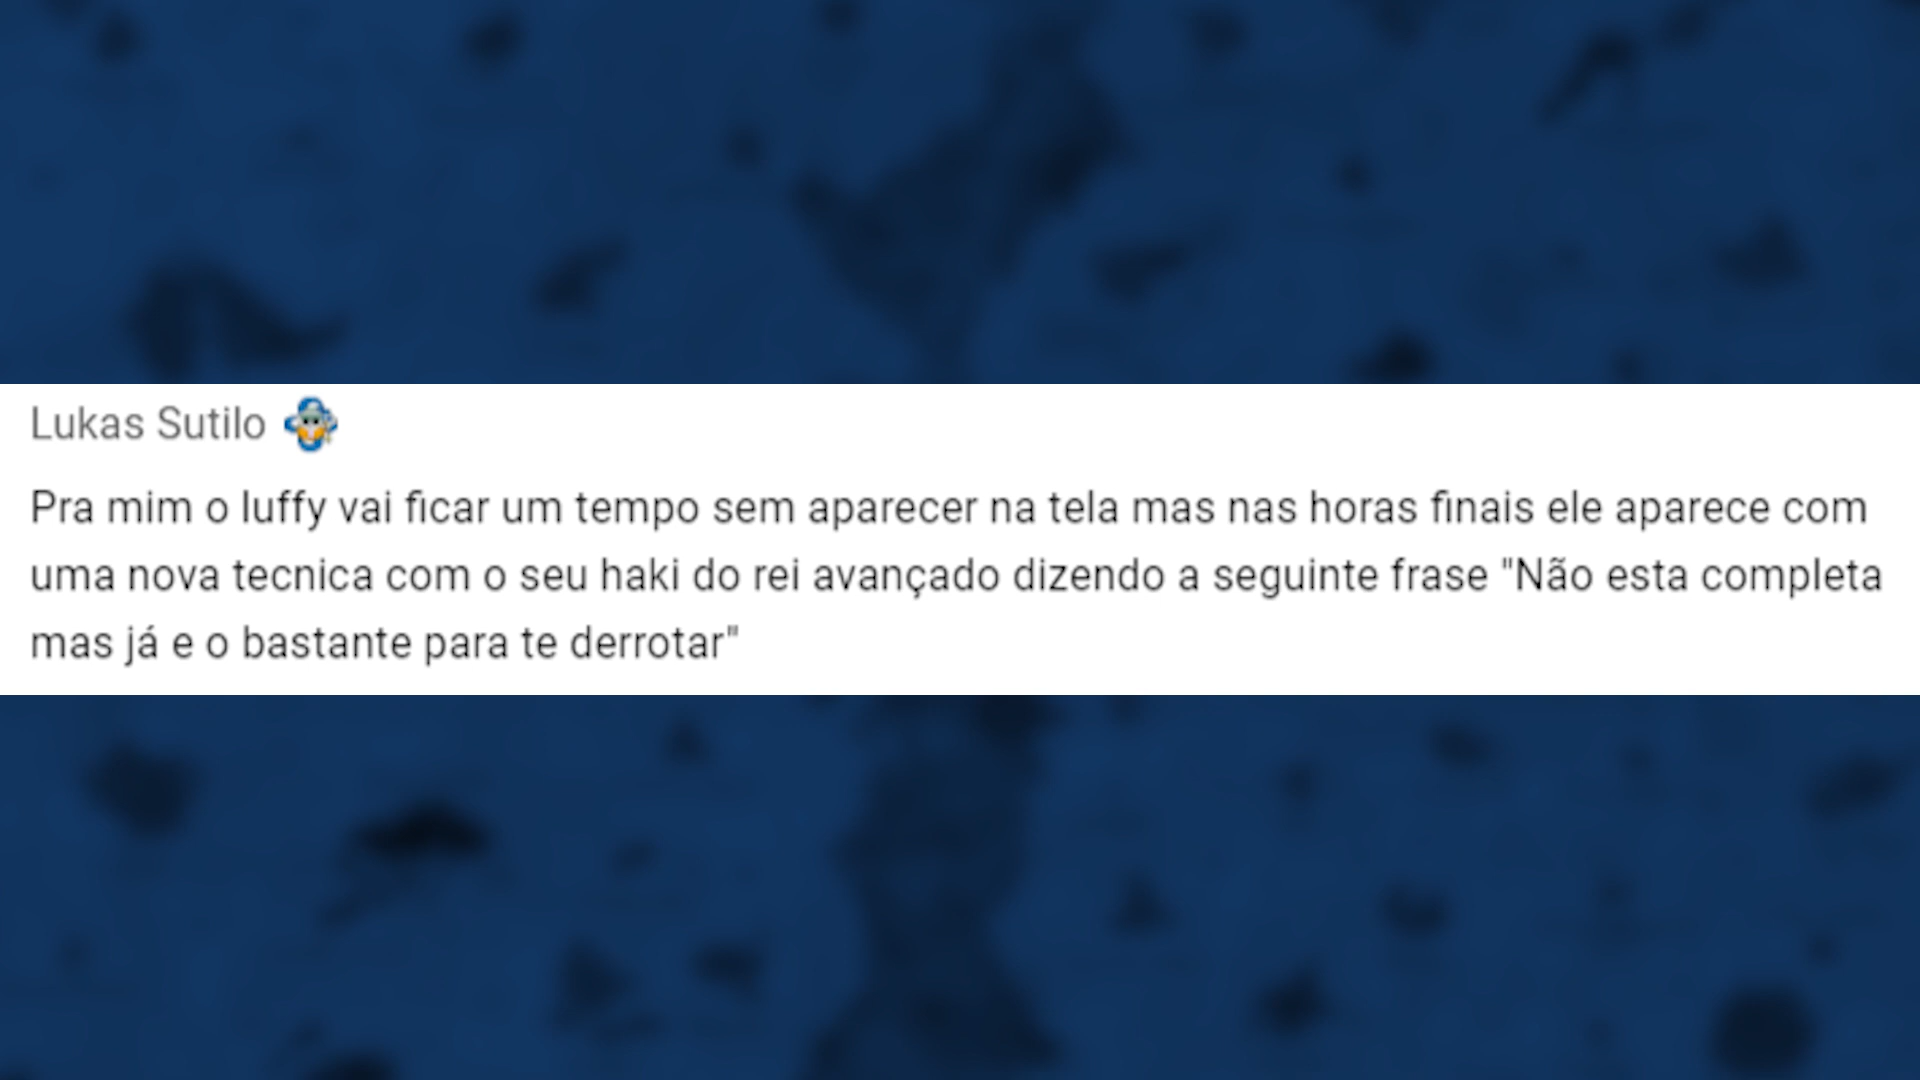 Lukas Sutilo
Pra mim o luffy vai ficar um tempo sem aparecer na tela mas nas horas finais ele aparece com
uma nova tecnica com o seu haki do rei avançado dizendo a seguinte frase "Não esta completa
mas já e o bastante para te derrotar"